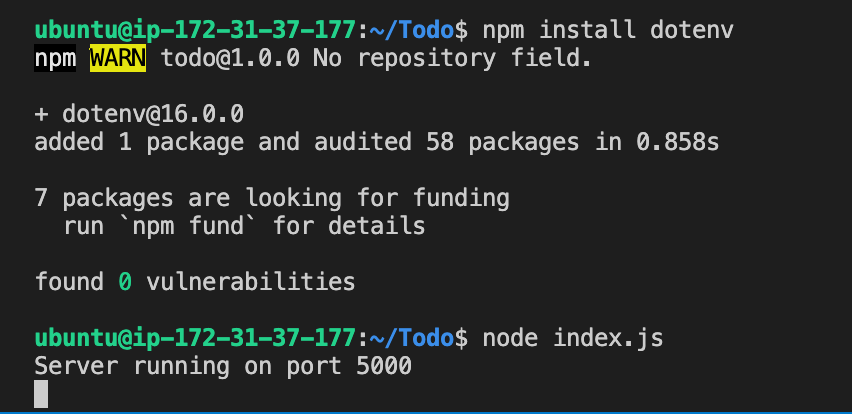 ubuntu@ip-172-31-37-177:~/Todo$ npm install dotenv
npm WARN todo@1.0.0 No repository field.
+ dotenv@16.0.0
added 1 package and audited 58 packages in 0.858s
7 packages are looking for funding
  run `npm fund` for details
found 0 vulnerabilities
ubuntu@ip-172-31-37-177:~/Todo$ node index.js
Server running on port 5000